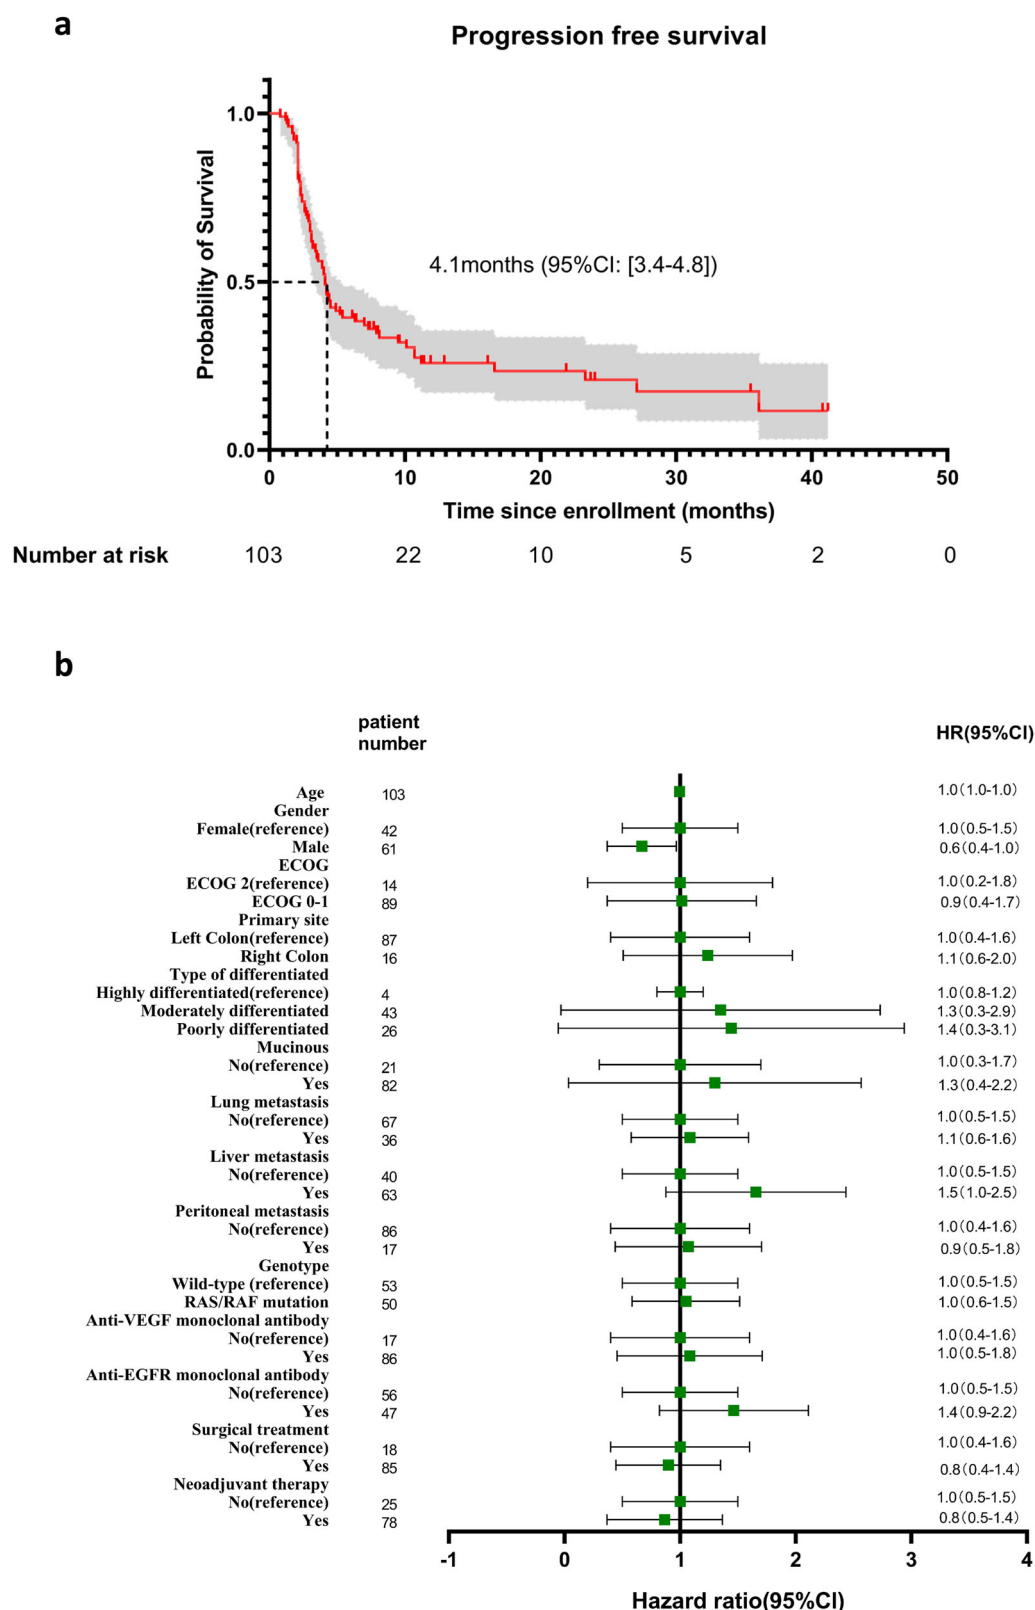 a
Progression free survival
Probability of Survival
1.0
0.5
0.0
4.1months (95%CI: [3.4-4.8])
0 10 20 30 40 50
Time since enrollment (months)
Number at risk 103 22 10 5 2 0
b
patient
number
HR(95%CI)
Age 103 1.0(1.0-1.0)
Gender
Female(reference) 42 1.0(0.5-1.5)
Male 61 0.6(0.4-1.0)
ECOG
ECOG 2(reference) 14 1.0(0.2-1.8)
ECOG 0-1 89 0.9(0.4-1.7)
Primary site
Left Colon(reference) 87 1.0(0.4-1.6)
Right Colon 16 1.1(0.6-2.0)
Type of differentiated
Highly differentiated(reference) 4 1.0(0.8-1.2)
Moderately differentiated 43 1.3(0.3-2.9)
Poorly differentiated 26 1.4(0.3-3.1)
Mucinous
No(reference) 21 1.0(0.3-1.7)
Yes 82 1.3(0.4-2.2)
Lung metastasis
No(reference) 67 1.0(0.5-1.5)
Yes 36 1.1(0.6-1.6)
Liver metastasis
No(reference) 40 1.0(0.5-1.5)
Yes 63 1.5(1.0-2.5)
Peritoneal metastasis
No(reference) 86 1.0(0.4-1.6)
Yes 17 0.9(0.5-1.8)
Genotype
Wild-type (reference) 53 1.0(0.5-1.5)
RAS/RAF mutation 50 1.0(0.6-1.5)
Anti-VEGF monoclonal antibody
No(reference) 17 1.0(0.4-1.6)
Yes 86 1.0(0.5-1.8)
Anti-EGFR monoclonal antibody
No(reference) 56 1.0(0.5-1.5)
Yes 47 1.4(0.9-2.2)
Surgical treatment
No(reference) 18 1.0(0.4-1.6)
Yes 85 0.8(0.4-1.4)
Neoadjuvant therapy
No(reference) 25 1.0(0.5-1.5)
Yes 78 0.8(0.5-1.4)
-1 0 1 2 3 4
Hazard ratio(95%CI)